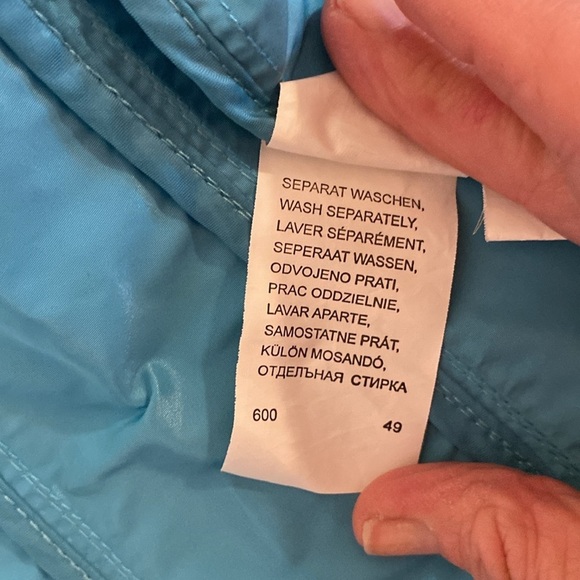 SEPARAT WASCHEN,
WASH SEPARATELY,
LAVER SÉPARÉMENT,
SEPERAAT WASSEN,
ODVOJENO PRATI,
PRAC ODDZIELNIE,
LAVAR APARTE,
SAMOSTATNE PRÁT,
KÜLÖN MOSANDÓ,
ОТДЕЛЪНАЯ СТИРКА
600 49